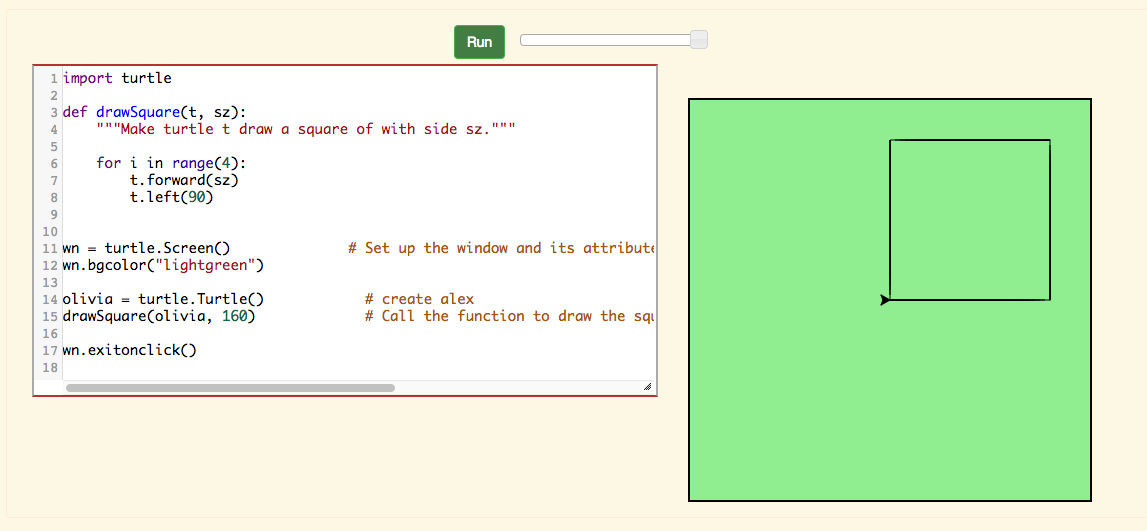 Run
1 import turtle
2
3 def drawSquare(t, sz):
4     """Make turtle t draw a square of with side sz."""
5
6     for i in range(4):
7         t.forward(sz)
8         t.left(90)
9
10
11 wn = turtle.Screen()              # Set up the window and its attribute
12 wn.bgcolor("lightgreen")
13
14 olivia = turtle.Turtle()            # create alex
15 drawSquare(olivia, 160)             # Call the function to draw the squ
16
17 wn.exitonclick()
18